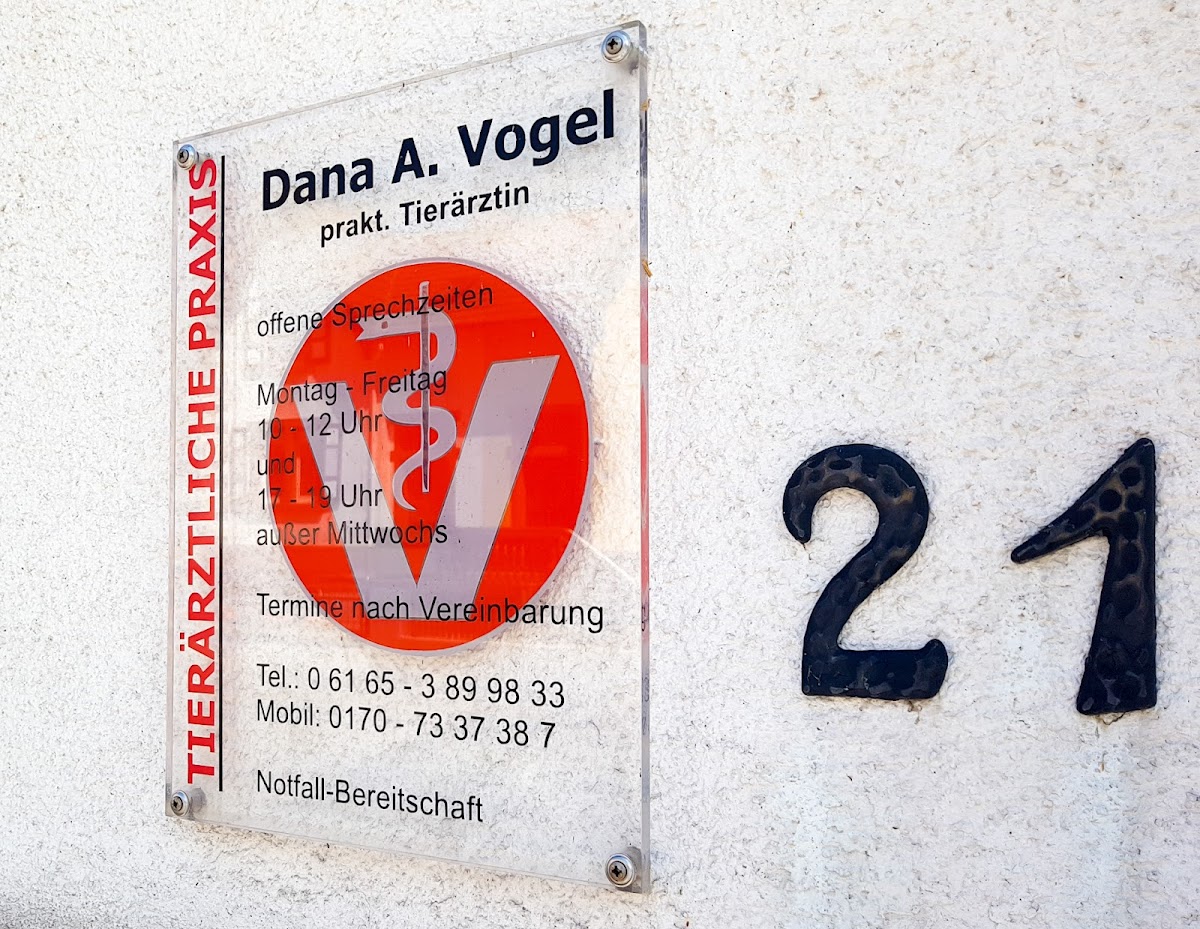 TIERÄRZTLICHE PRAXIS
Dana A. Vogel
prakt. Tierärztin
offene Sprechzeiten
Montag - Freitag
10 - 12 Uhr
und
17 - 19 Uhr
außer Mittwochs
Termine nach Vereinbarung
Tel.: 0 61 65 - 3 89 98 33
Mobil: 0170 - 73 37 38 7
Notfall-Bereitschaft
V
21